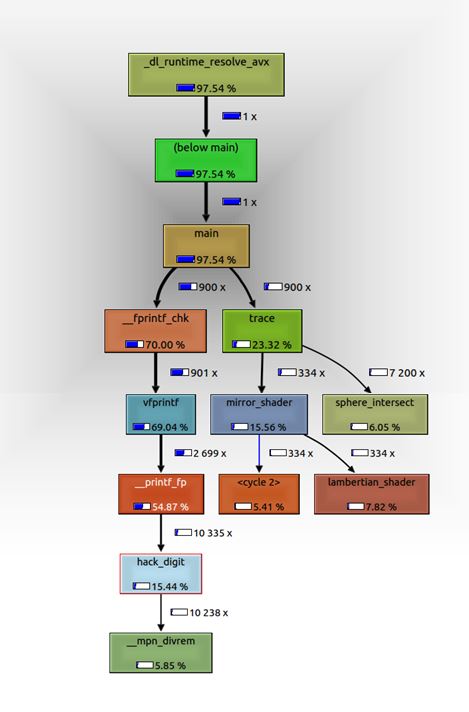 _dl_runtime_resolve_avx
97.54 %
1 x
(below main)
97.54 %
1 x
main
97.54 %
900 x
900 x
__fprintf_chk
70.00 %
trace
23.32 %
901 x
334 x
7 200 x
vfprintf
69.04 %
mirror_shader
15.56 %
sphere_intersect
6.05 %
2 699 x
334 x
334 x
__printf_fp
54.87 %
<cycle 2>
5.41 %
lambertian_shader
7.82 %
10 335 x
hack_digit
15.44 %
10 238 x
__mpn_divrem
5.85 %